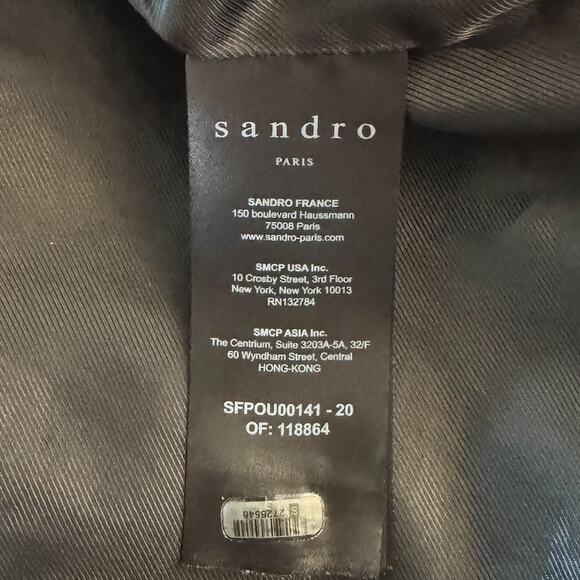 sandro
PARIS
SANDRO FRANCE
150 boulevard Haussmann
75008 Paris
www.sandro-paris.com
SMCP USA Inc.
10 Crosby Street, 3rd Floor
New York, New York 10013
RN132784
SMCP ASIA Inc.
The Centrium, Suite 3203A-5A, 32/F
60 Wyndham Street, Central
HONG-KONG
SFPOU00141 - 20
OF: 118864